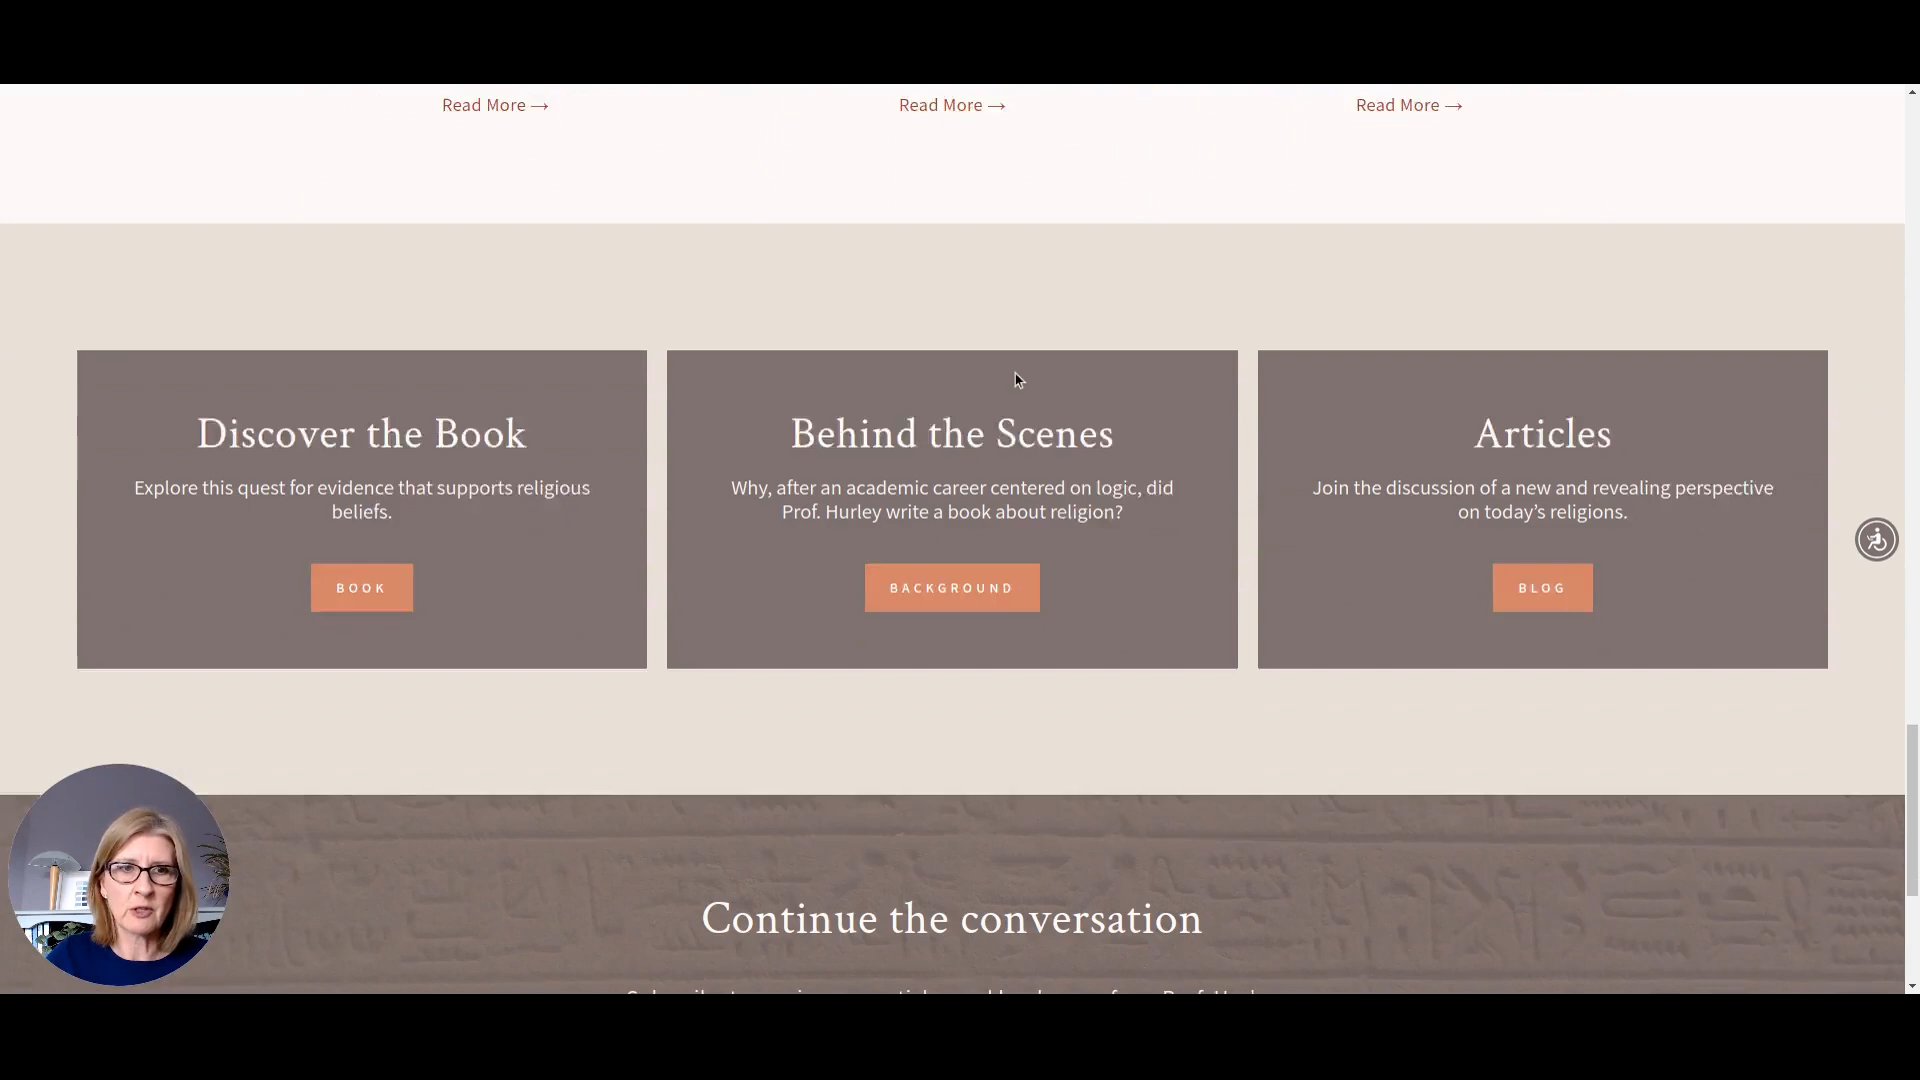 Read More →
Read More →
Read More →
Discover the Book
Explore this quest for evidence that supports religious
beliefs.
BOOK
Behind the Scenes
Why, after an academic career centered on logic, did
Prof. Hurley write a book about religion?
BACKGROUND
Articles
Join the discussion of a new and revealing perspective
on today’s religions.
BLOG
Continue the conversation